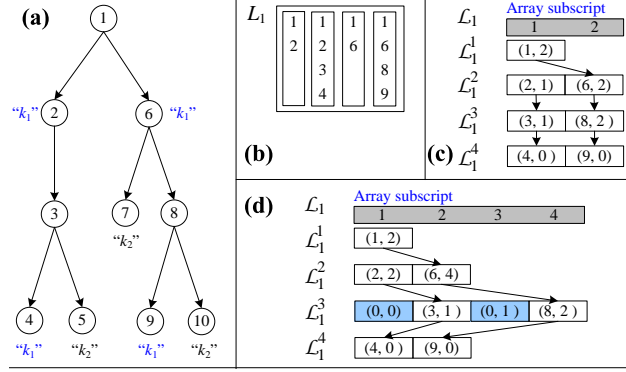 (a)
1
2
6
"k1"
"k1"
3
7
8
"k2"
4
5
9
10
"k1"
"k2"
"k1"
"k2"
L1
1 1 1 1
2 2 6 6
3 8
4 9
(b)
L1 Array subscript
1 2
L1^1 (1, 2)
L1^2 (2, 1) (6, 2)
L1^3 (3, 1) (8, 2)
(c) L1^4 (4, 0) (9, 0)
(d) Array subscript
L1 1 2 3 4
L1^1 (1, 2)
L1^2 (2, 2) (6, 4)
L1^3 (0, 0) (3, 1) (0, 1) (8, 2)
L1^4 (4, 0) (9, 0)